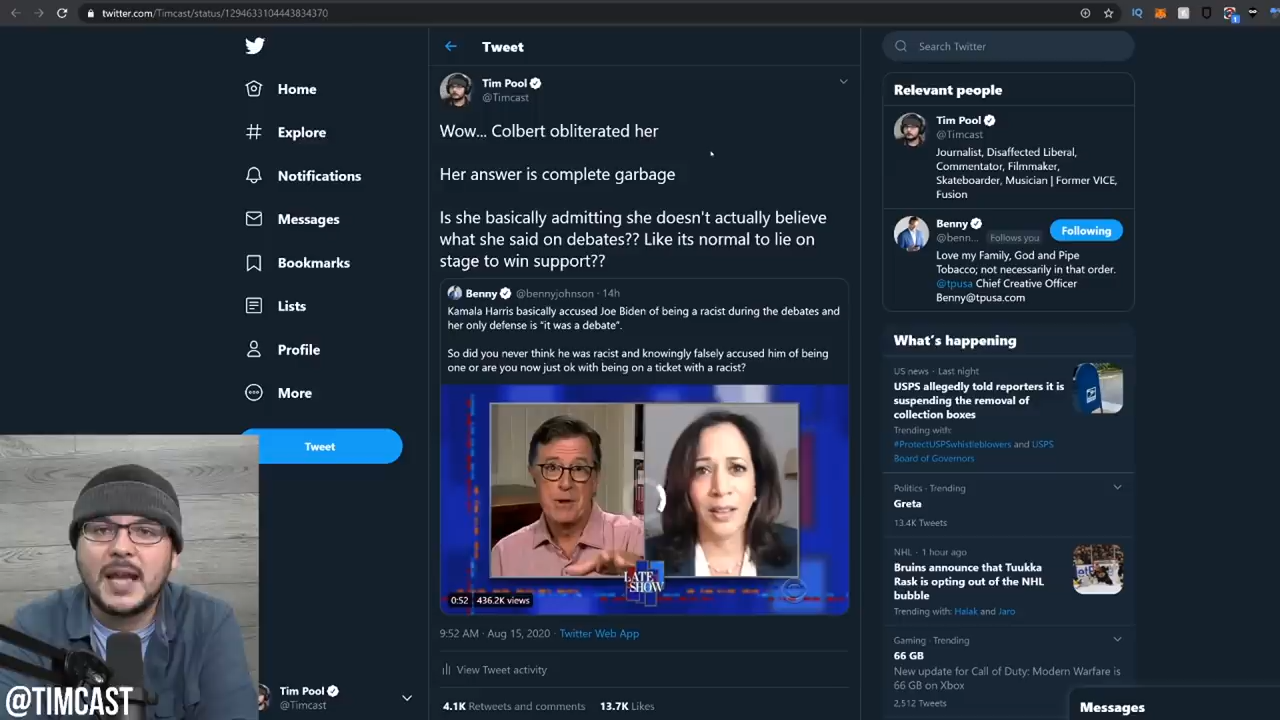 twitter.com/Timcast/status/1294633104443834370
Home
Explore
Notifications
Messages
Bookmarks
Lists
Profile
More
Tweet
Tim Pool
@Timcast
@TIMCAST
Tweet
Tim Pool
@Timcast
Wow... Colbert obliterated her
Her answer is complete garbage
Is she basically admitting she doesn't actually believe
what she said on debates?? Like its normal to lie on
stage to win support??
Benny @bennyjohnson · 14h
Kamala Harris basically accused Joe Biden of being a racist during the debates and
her only defense is "it was a debate".
So did you never think he was racist and knowingly falsely accused him of being
one or are you now just ok with being on a ticket with a racist?
LATE
SHOW
0:52 436.2K views
9:52 AM · Aug 15, 2020 · Twitter Web App
View Tweet activity
4.1K Retweets and comments 13.7K Likes
Search Twitter
Relevant people
Tim Pool
@Timcast
Journalist, Disaffected Liberal,
Commentator, Filmmaker,
Skateboarder, Musician | Former VICE,
Fusion
Benny
@benn... Follows you
Following
Love my Family, God and Pipe
Tobacco; not necessarily in that order.
@tpusa Chief Creative Officer
Benny@tpusa.com
What's happening
US news · Last night
USPS allegedly told reporters it is
suspending the removal of
collection boxes
Trending with:
#ProtectUSPSwhistleblowers and USPS
Board of Governors
Politics · Trending
Greta
13.4K Tweets
NHL · 1 hour ago
Bruins announce that Tuukka
Rask is opting out of the NHL
bubble
Trending with: Halak and Jaro
Gaming · Trending
66 GB
New update for Call of Duty: Modern Warfare is
66 GB on Xbox
2,512 Tweets
Messages